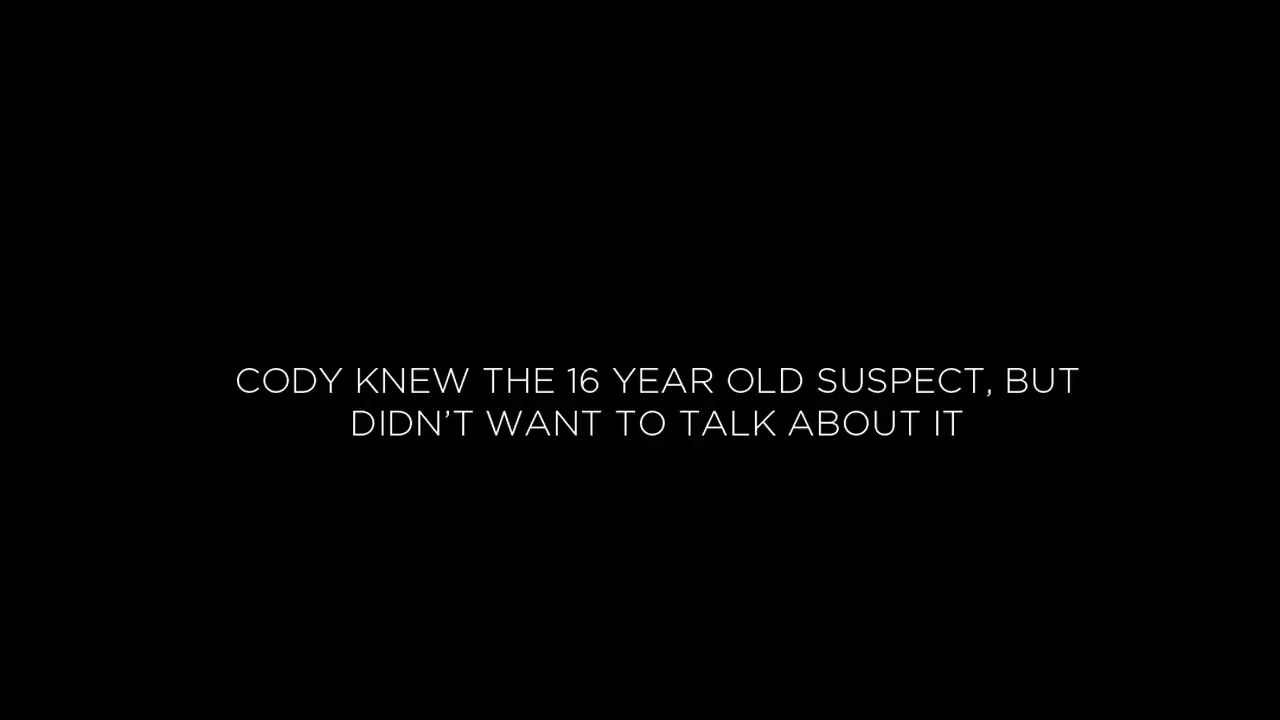 CODY KNEW THE 16 YEAR OLD SUSPECT, BUT
DIDN’T WANT TO TALK ABOUT IT